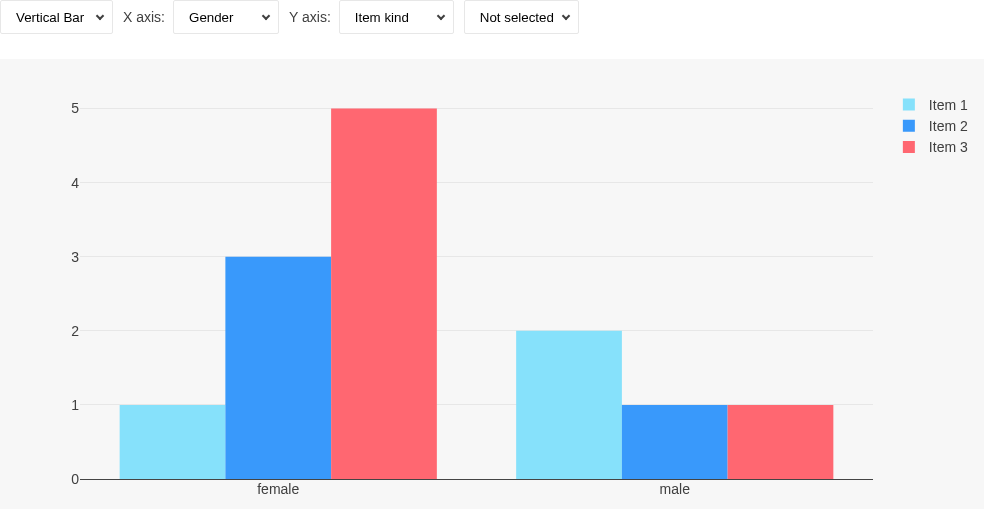 Vertical Bar X axis: Gender Y axis: Item kind Not selected
5
4
3
2
1
0
female male
Item 1
Item 2
Item 3